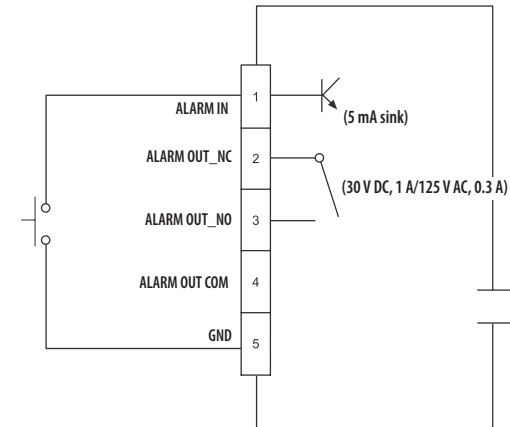 ALARM IN
1
(5 mA sink)
ALARM OUT_NC
2
(30 V DC, 1 A/125 V AC, 0.3 A)
ALARM OUT_NO
3
ALARM OUT COM
4
GND
5